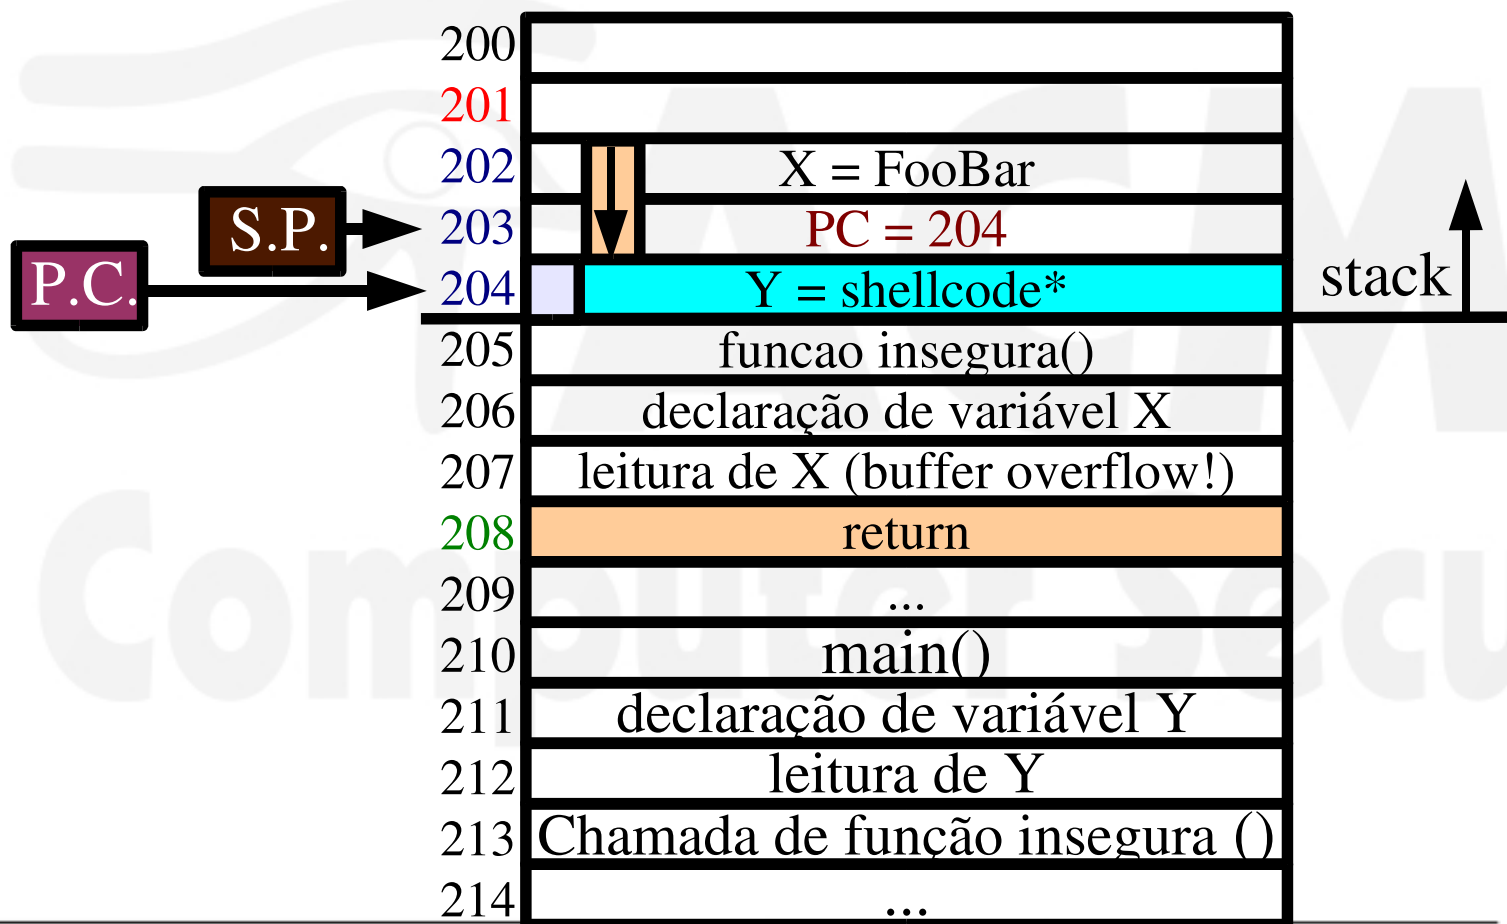 200
201
202 X = FooBar
S.P. 203 PC = 204
P.C. 204 Y = shellcode* stack
205 funcao insegura()
206 declaração de variável X
207 leitura de X (buffer overflow!)
208 return
209 ...
210 main()
211 declaração de variável Y
212 leitura de Y
213 Chamada de função insegura ()
214 ...